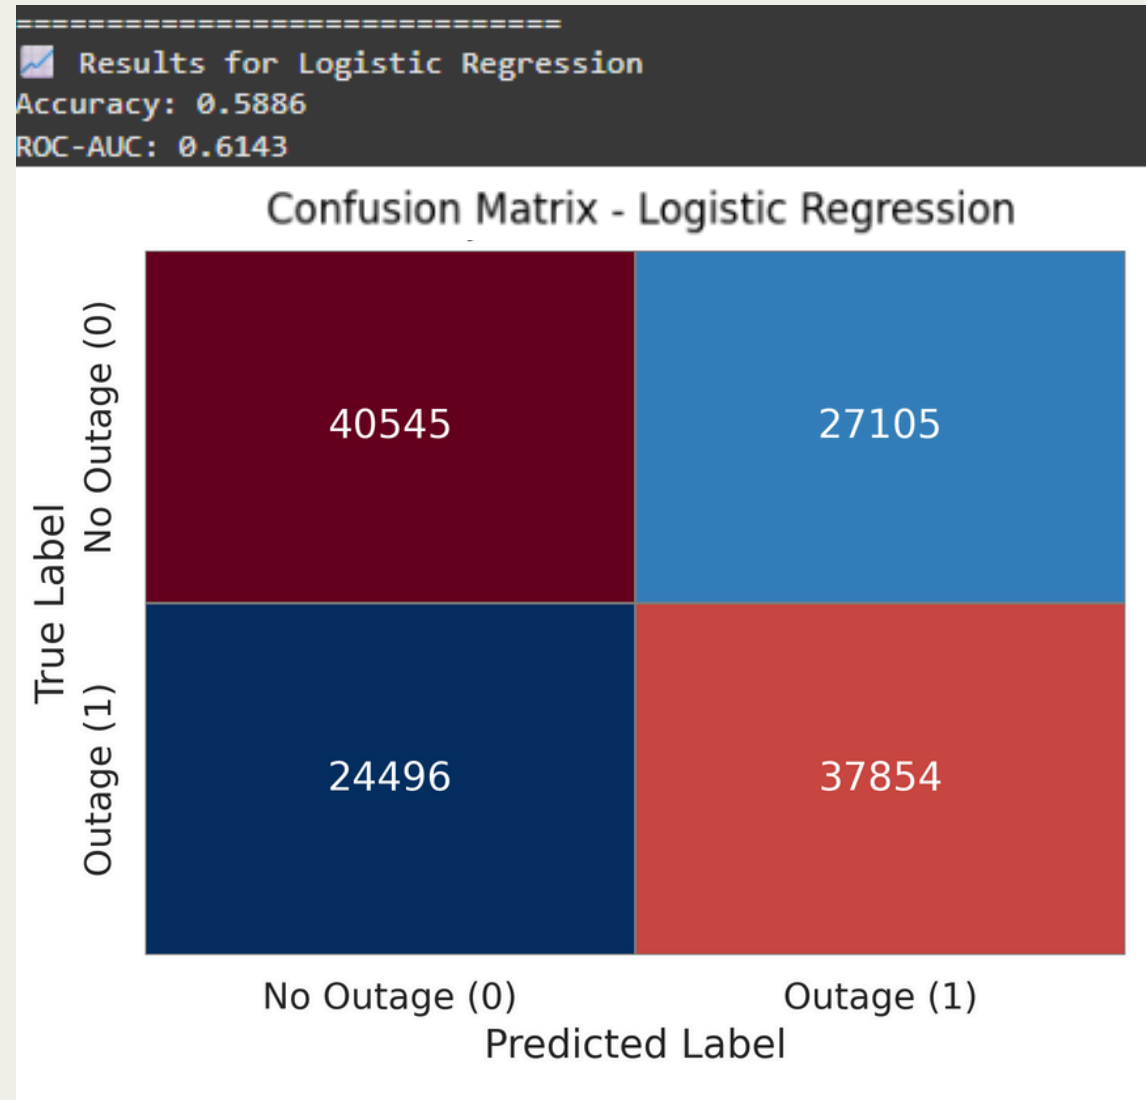 ==============================
📈 Results for Logistic Regression
Accuracy: 0.5886
ROC-AUC: 0.6143
Confusion Matrix - Logistic Regression
True Label
No Outage (0)
40545
27105
Outage (1)
24496
37854
No Outage (0)
Outage (1)
Predicted Label